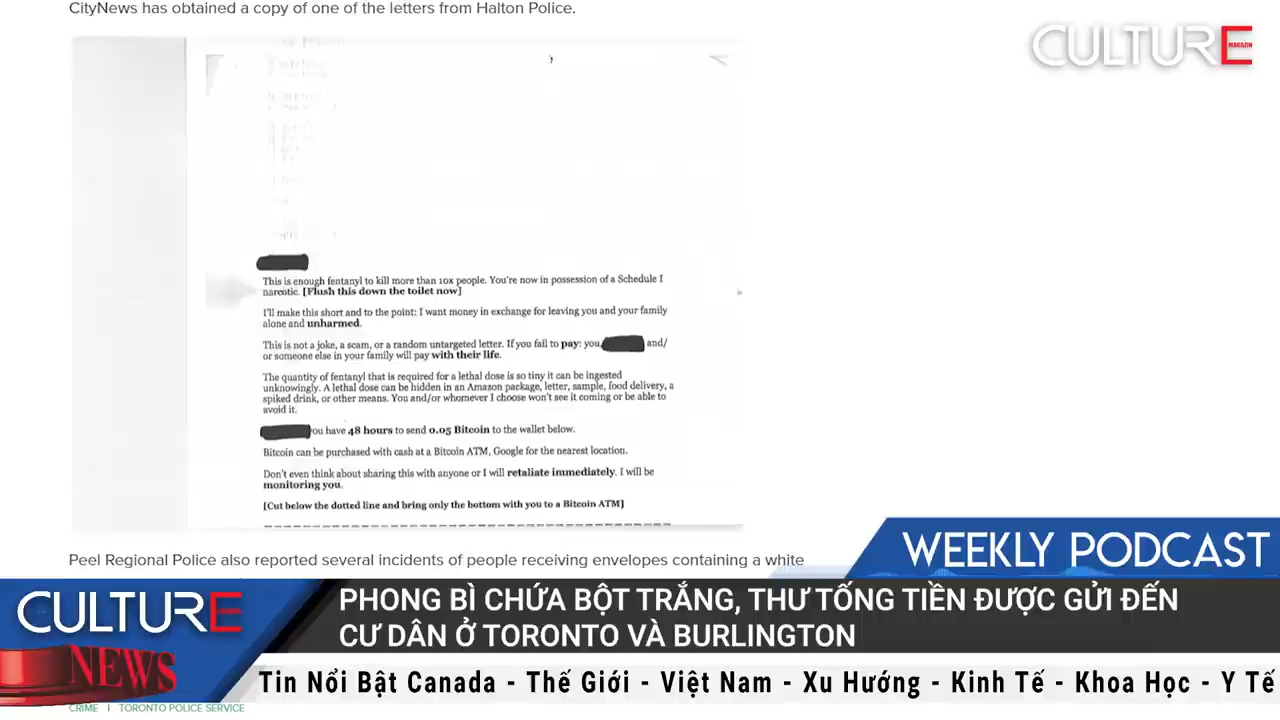 CityNews has obtained a copy of one of the letters from Halton Police.
CULTURE
MAGAZIN
This is enough fentanyl to kill more than 10x people. You're now in possession of a Schedule I
narcotic. [Flush this down the toilet now]
I'll make this short and to the point: I want money in exchange for leaving you and your family
alone and unharmed.
This is not a joke, a scam, or a random untargeted letter. If you fail to pay: you, and/
or someone else in your family will pay with their life.
The quantity of fentanyl that is required for a lethal dose is so tiny it can be ingested
unknowingly. A lethal dose can be hidden in an Amazon package, letter, sample, food delivery, a
spiked drink, or other means. You and/or whomever I choose won't see it coming or be able to
avoid it.
ou have 48 hours to send 0.05 Bitcoin to the wallet below.
Bitcoin can be purchased with cash at a Bitcoin ATM, Google for the nearest location.
Don't even think about sharing this with anyone or I will retaliate immediately. I will be
monitoring you.
[Cut below the dotted line and bring only the bottom with you to a Bitcoin ATM]
Peel Regional Police also reported several incidents of people receiving envelopes containing a white
WEEKLY PODCAST
CULTURE
NEWS
PHONG BÌ CHỨA BỘT TRẮNG, THƯ TỐNG TIỀN ĐƯỢC GỬI ĐẾN
CƯ DÂN Ở TORONTO VÀ BURLINGTON
Tin Nổi Bật Canada - Thế Giới - Việt Nam - Xu Hướng - Kinh Tế - Khoa Học - Y Tế
CRIME | TORONTO POLICE SERVICE